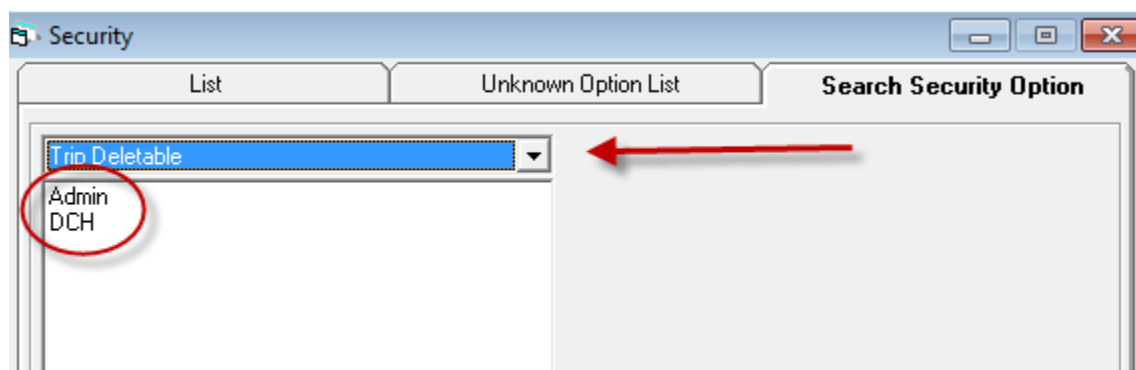 Security
List
Unknown Option List
Search Security Option
Trip Deletable
Admin
DCH